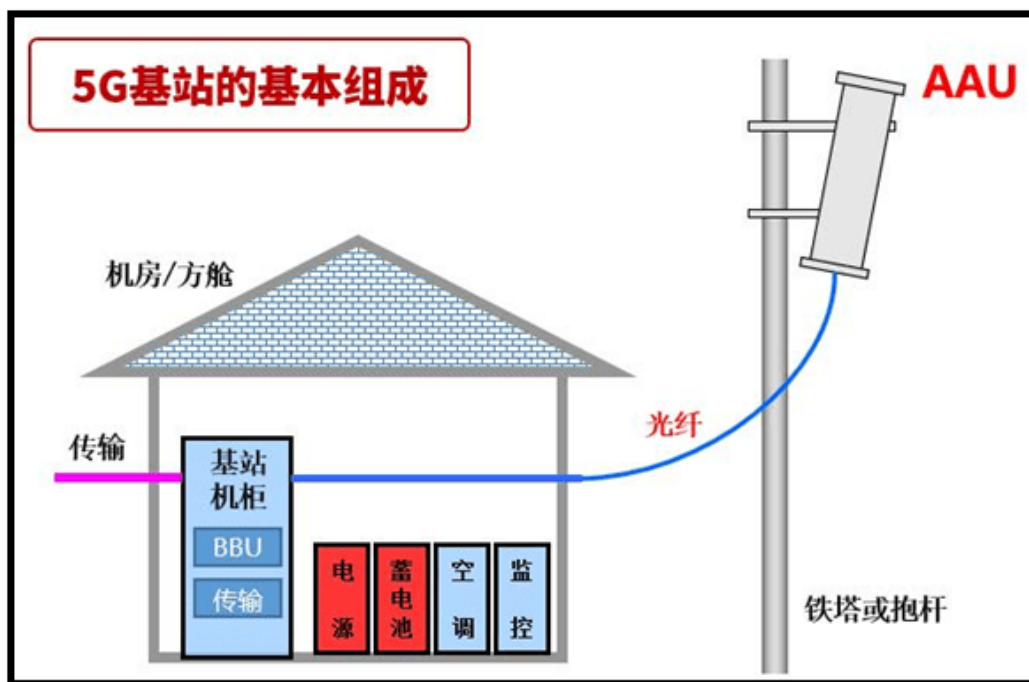 5G基站的基本组成
AAU
机房/方舱
传输
基站
机柜
BBU
传输
电源
蓄电池
空调
监控
光纤
铁塔或抱杆